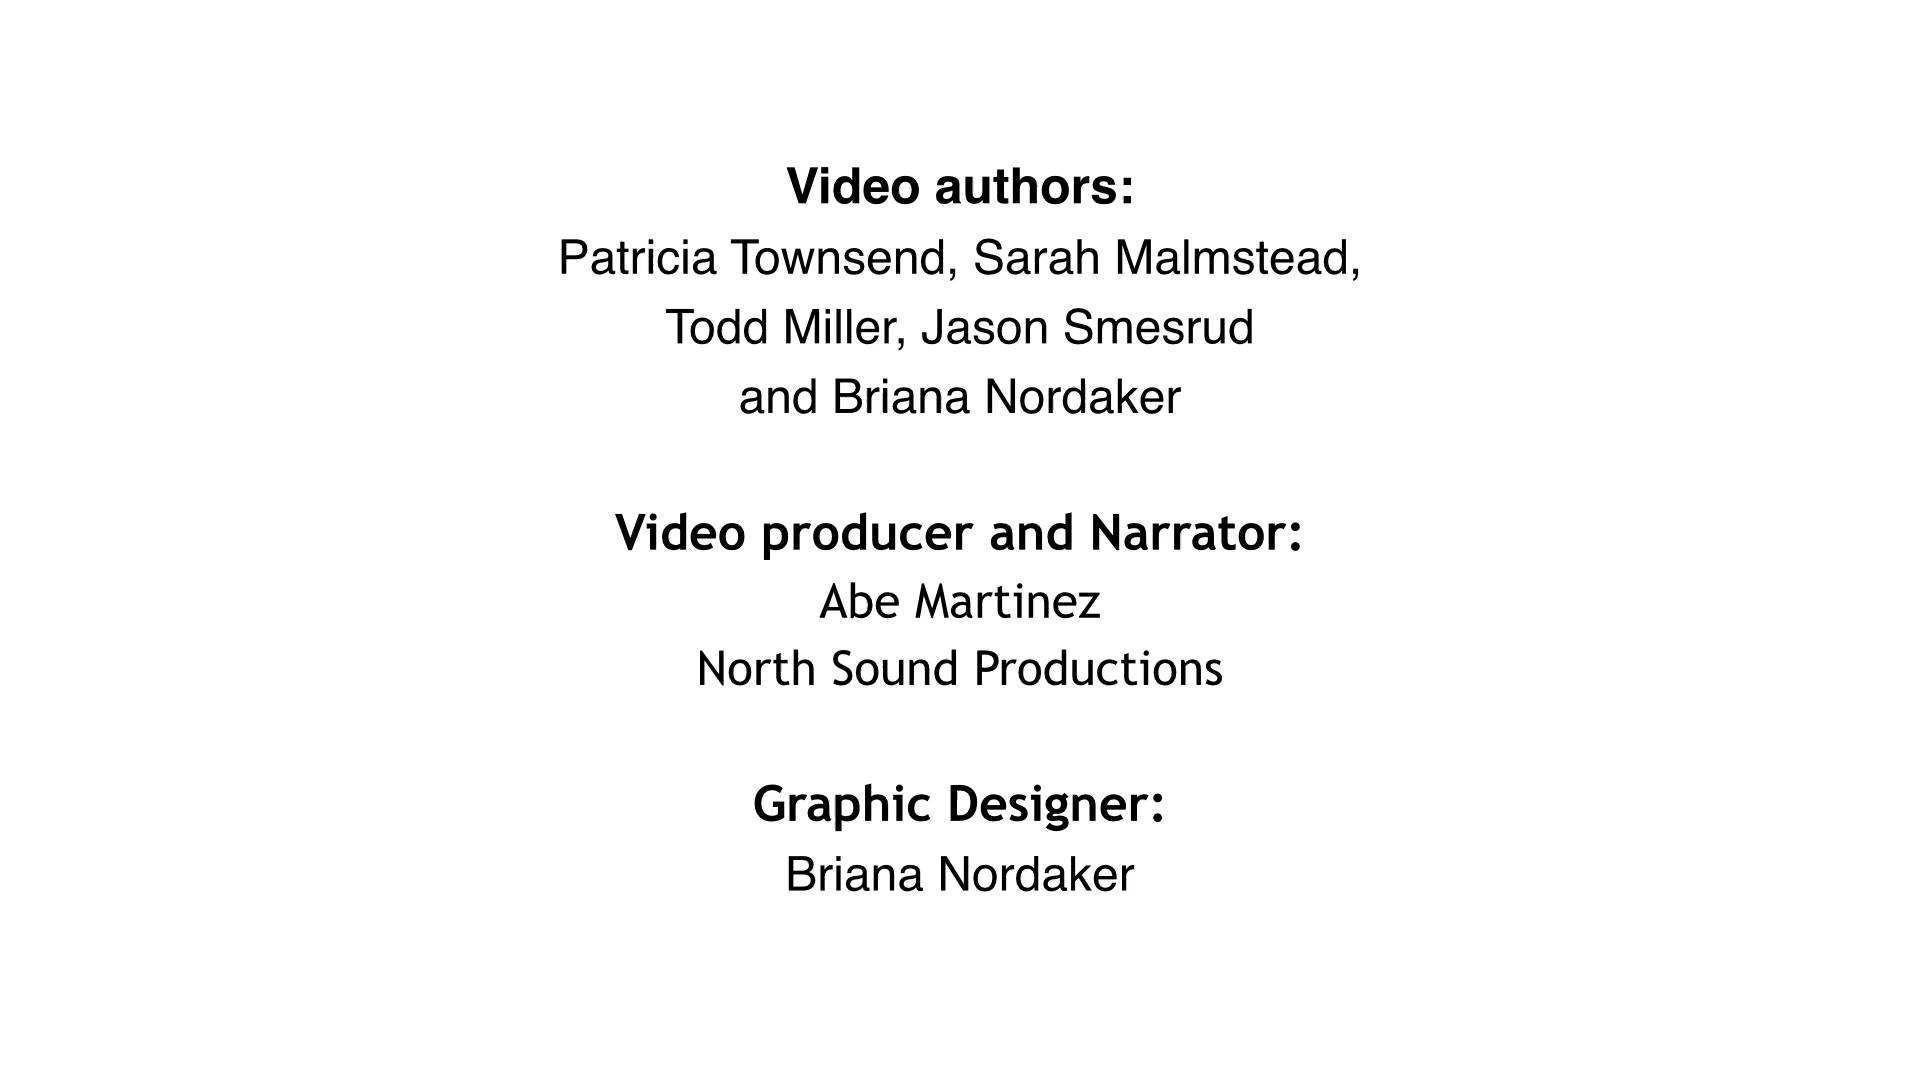 Video authors:
Patricia Townsend, Sarah Malmstead,
Todd Miller, Jason Smesrud
and Briana Nordaker
Video producer and Narrator:
Abe Martinez
North Sound Productions
Graphic Designer:
Briana Nordaker